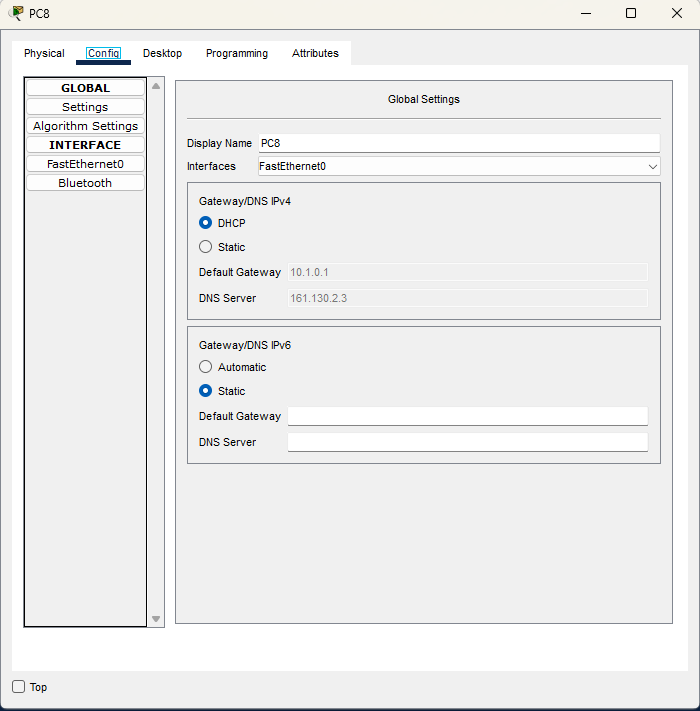 PC8
Physical Config Desktop Programming Attributes
GLOBAL
Settings
Algorithm Settings
INTERFACE
FastEthernet0
Bluetooth
Global Settings
Display Name PC8
Interfaces FastEthernet0
Gateway/DNS IPv4
DHCP
Static
Default Gateway 10.1.0.1
DNS Server 161.130.2.3
Gateway/DNS IPv6
Automatic
Static
Default Gateway
DNS Server
Top